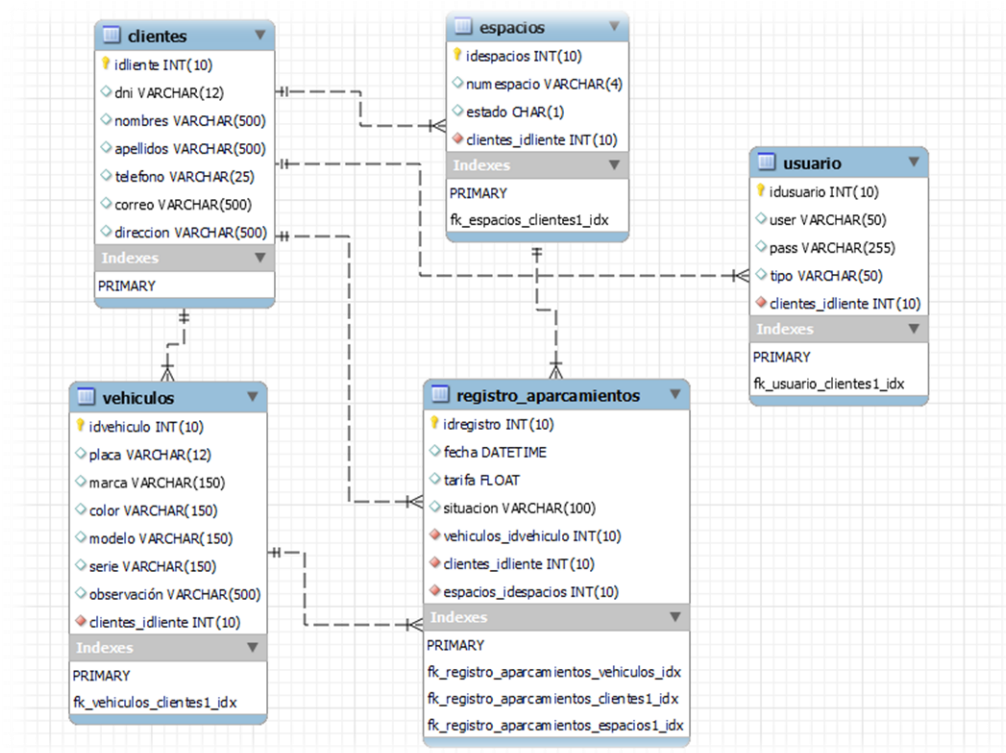 clientes
idliente INT(10)
dni VARCHAR(12)
nombres VARCHAR(500)
apellidos VARCHAR(500)
telefono VARCHAR(25)
correo VARCHAR(500)
direccion VARCHAR(500)
Indexes
PRIMARY
espacios
idespacios INT(10)
numespacio VARCHAR(4)
estado CHAR(1)
clientes_idliente INT(10)
Indexes
PRIMARY
fk_espacios_clientes1_idx
usuario
idusuario INT(10)
user VARCHAR(50)
pass VARCHAR(255)
tipo VARCHAR(50)
clientes_idliente INT(10)
Indexes
PRIMARY
fk_usuario_clientes1_idx
vehiculos
idvehiculo INT(10)
placa VARCHAR(12)
marca VARCHAR(150)
color VARCHAR(150)
modelo VARCHAR(150)
serie VARCHAR(150)
observación VARCHAR(500)
clientes_idliente INT(10)
Indexes
PRIMARY
fk_vehiculos_clientes1_idx
registro_aparcamientos
idregistro INT(10)
fecha DATETIME
tarifa FLOAT
situacion VARCHAR(100)
vehiculos_idvehiculo INT(10)
clientes_idliente INT(10)
espacios_idespacios INT(10)
Indexes
PRIMARY
fk_registro_aparcamientos_vehiculos_idx
fk_registro_aparcamientos_clientes1_idx
fk_registro_aparcamientos_espacios1_idx